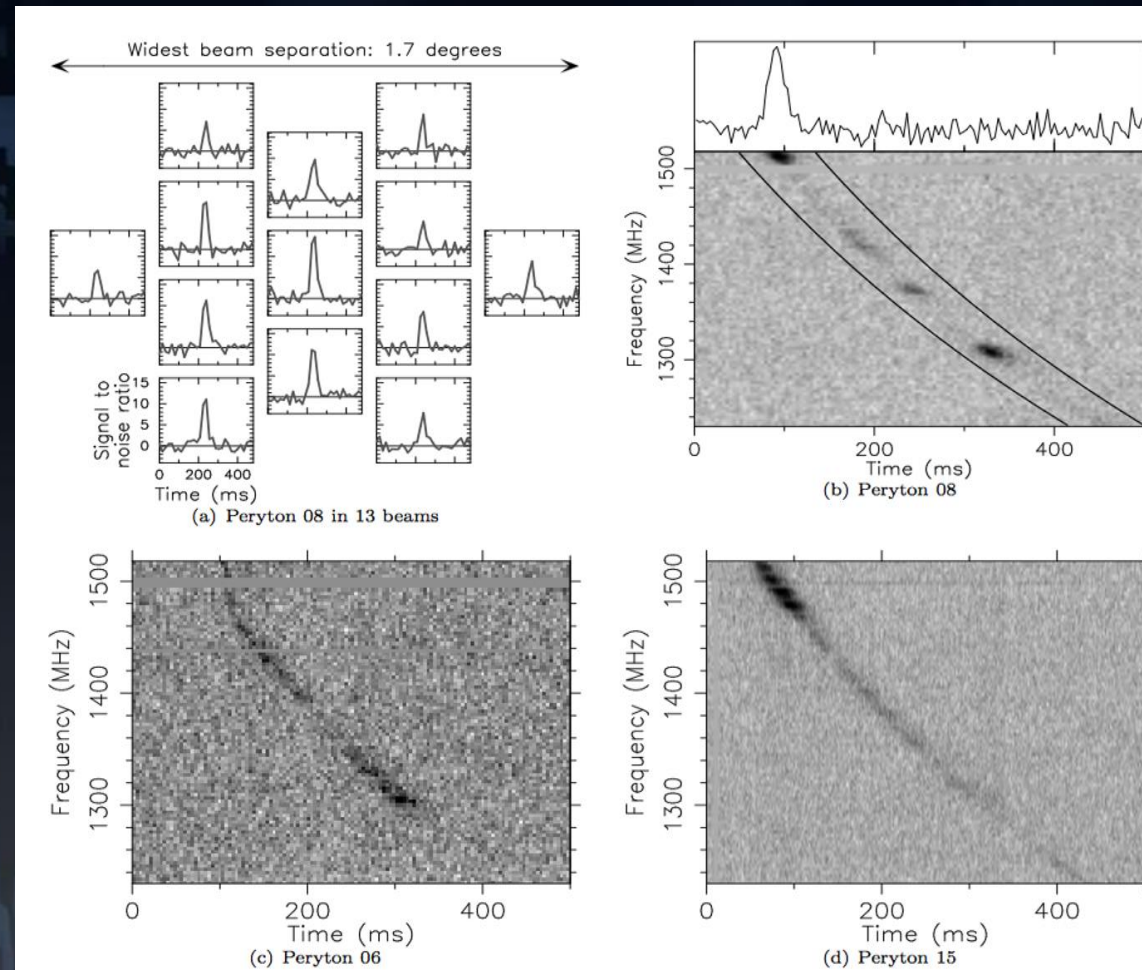 Widest beam separation: 1.7 degrees
Signal to
noise ratio
15
10
5
0
0 200 400
Time (ms)
(a) Peryton 08 in 13 beams
Frequency (MHz)
1500
1400
1300
0 200 400
Time (ms)
(b) Peryton 08
Frequency (MHz)
1500
1400
1300
0 200 400
Time (ms)
(c) Peryton 06
Frequency (MHz)
1500
1400
1300
0 200 400
Time (ms)
(d) Peryton 15